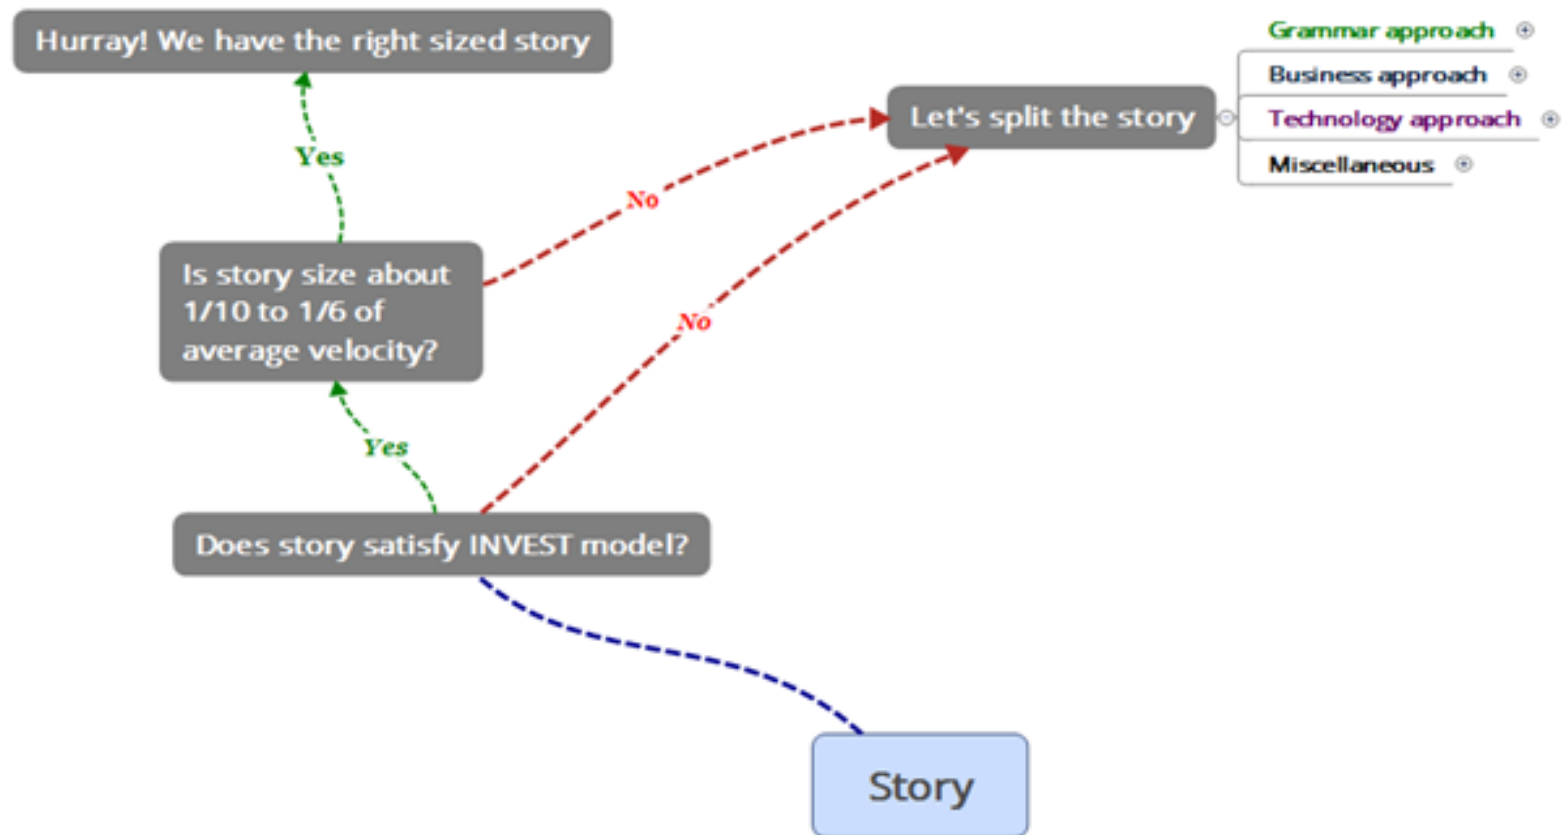 Hurray! We have the right sized story
Grammar approach
Business approach
Let's split the story
Technology approach
Miscellaneous
Yes
No
Is story size about
1/10 to 1/6 of
average velocity?
No
Yes
Does story satisfy INVEST model?
Story